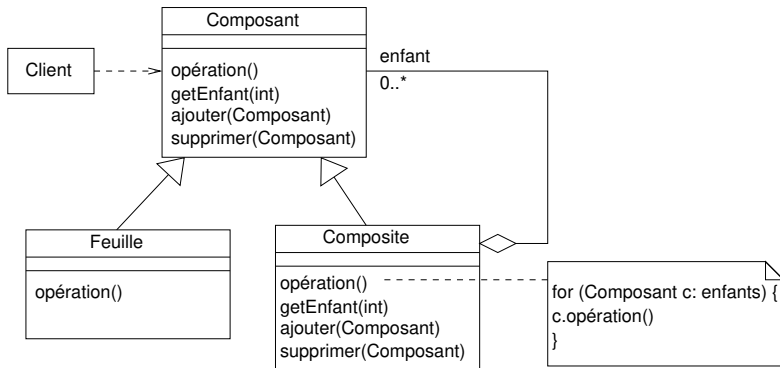 Composant
opération()
getEnfant(int)
ajouter(Composant)
supprimer(Composant)
Client
enfant
0..*
Feuille
opération()
Composite
opération()
getEnfant(int)
ajouter(Composant)
supprimer(Composant)
for (Composant c: enfants) {
c.opération()
}